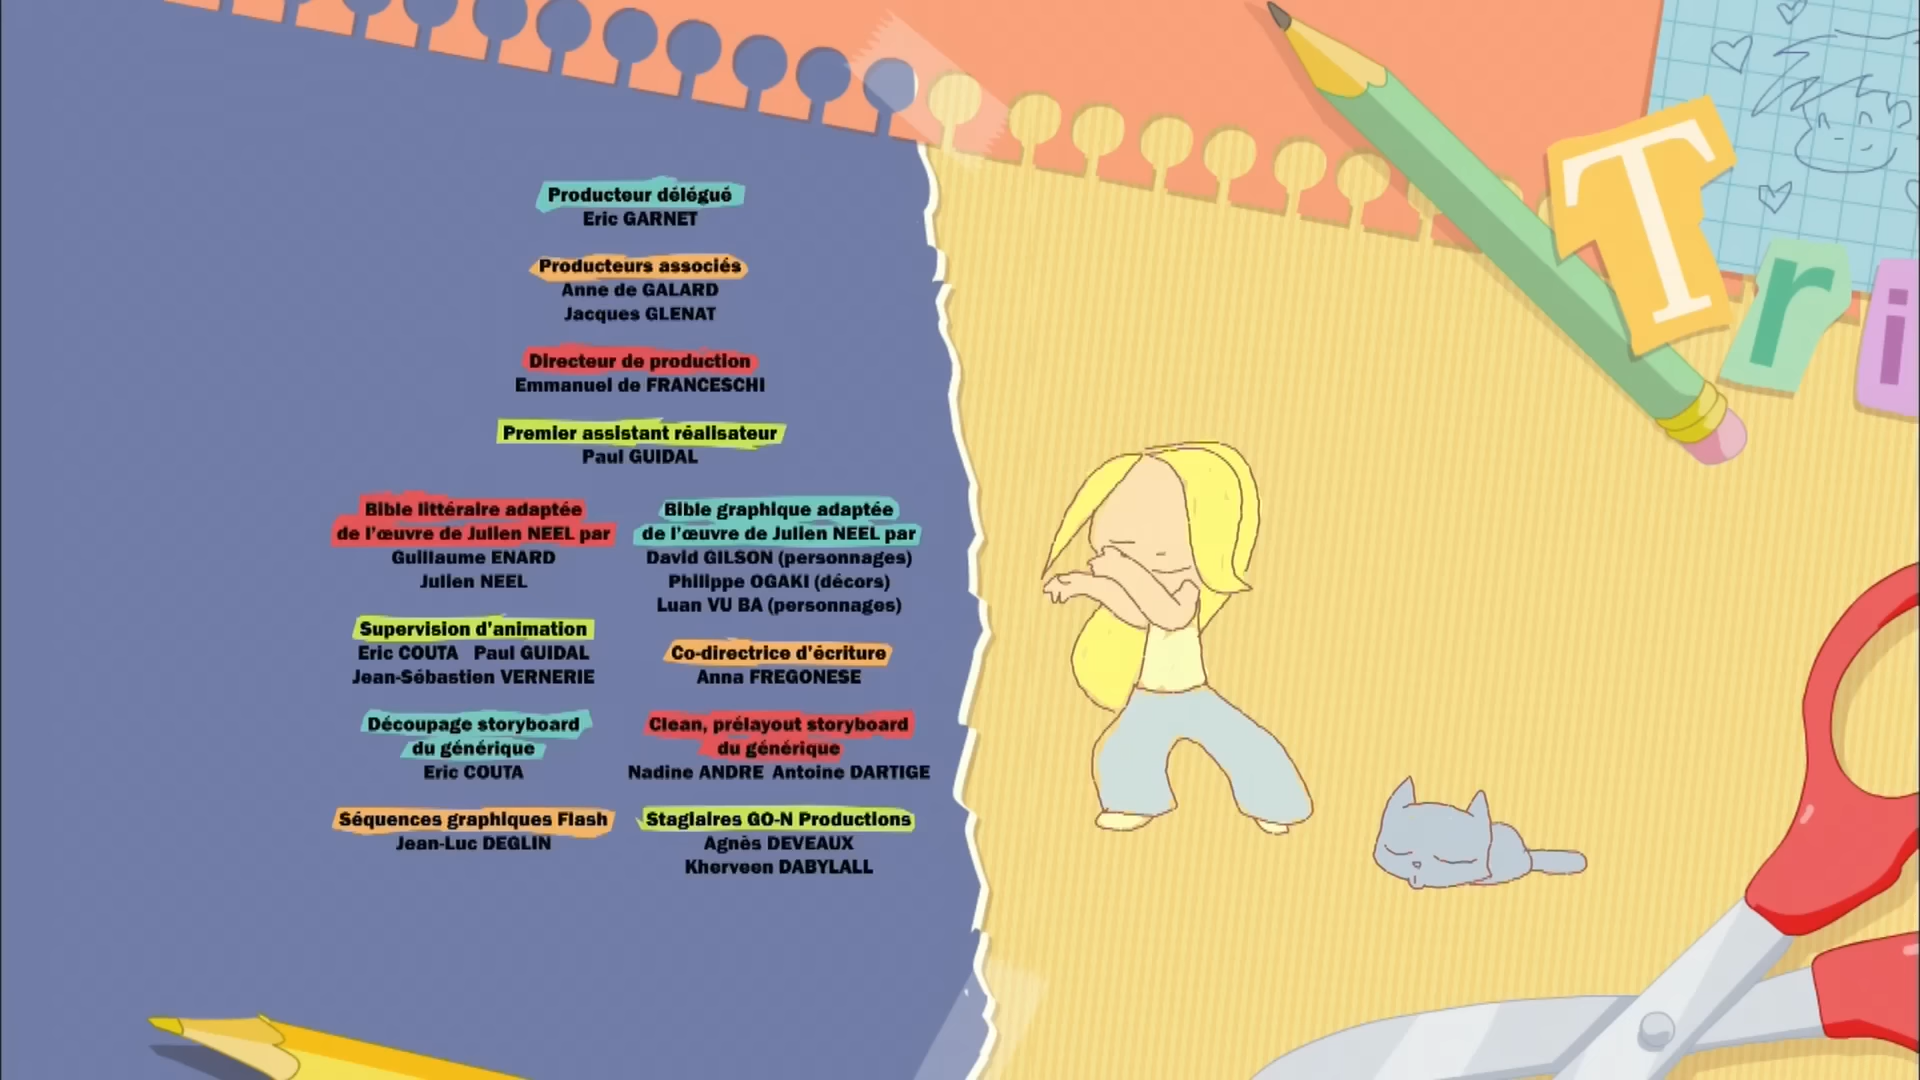 Producteur délégué
Eric GARNET
Producteurs associés
Anne de GALARD
Jacques GLENAT
Directeur de production
Emmanuel de FRANCESCHI
Premier assistant réalisateur
Paul GUIDAL
Bible littéraire adaptée
de l'œuvre de Julien NEEL par
Guillaume ENARD
Julien NEEL
Bible graphique adaptée
de l'œuvre de Julien NEEL par
David GILSON (personnages)
Philippe OGAKI (décors)
Luan VU BA (personnages)
Supervision d'animation
Eric COUTA Paul GUIDAL
Jean-Sébastien VERNERIE
Co-directrice d'écriture
Anna FREGONESE
Découpage storyboard
du générique
Eric COUTA
Clean, prélayout storyboard
du générique
Nadine ANDRE Antoine DARTIGE
Séquences graphiques Flash
Jean-Luc DEGLIN
Stagiaires GO-N Productions
Agnès DEVEAUX
Kherveen DABYLALL
Tri